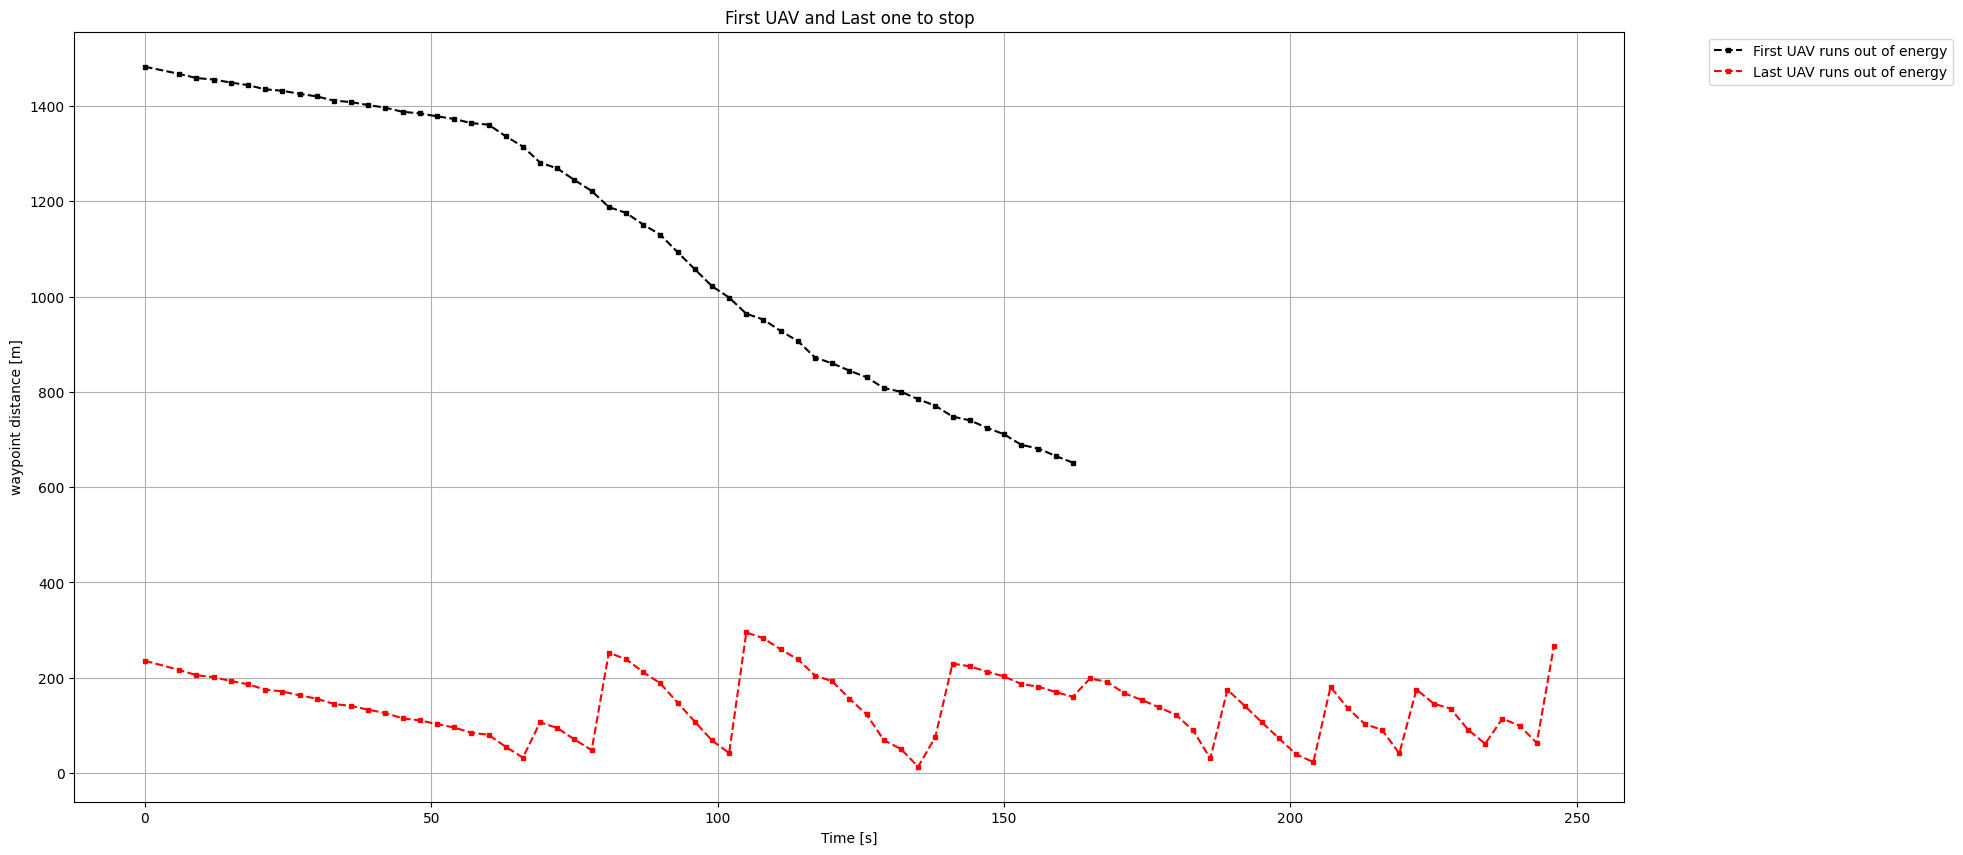 First UAV and Last one to stop
First UAV runs out of energy
Last UAV runs out of energy
waypoint distance [m]
1400
1200
1000
800
600
400
200
0
0 50 100 150 200 250
Time [s]